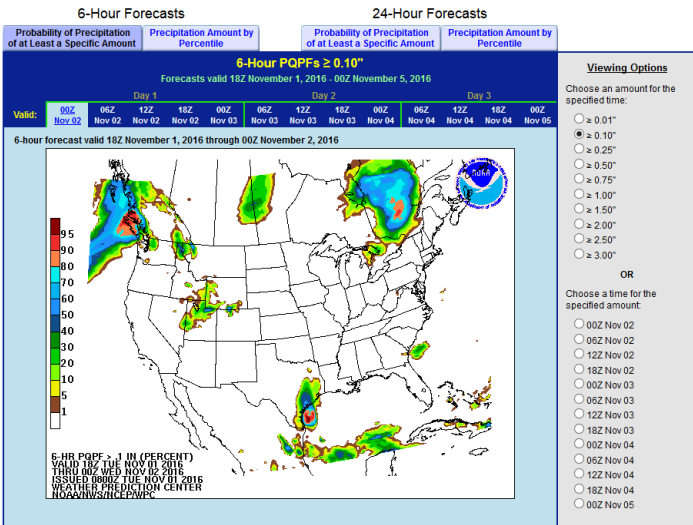 6-Hour Forecasts
24-Hour Forecasts
Probability of Precipitation
of at Least a Specific Amount
Precipitation Amount by
Percentile
Probability of Precipitation
of at Least a Specific Amount
Precipitation Amount by
Percentile
6-Hour PQPFs ≥ 0.10"
Forecasts valid 18Z November 1, 2016 - 00Z November 5, 2016
Day 1
Day 2
Day 3
Valid:
00Z Nov 02
06Z Nov 02
12Z Nov 02
18Z Nov 02
00Z Nov 03
06Z Nov 03
12Z Nov 03
18Z Nov 03
00Z Nov 04
06Z Nov 04
12Z Nov 04
18Z Nov 04
00Z Nov 05
6-hour forecast valid 18Z November 1, 2016 through 00Z November 2, 2016
NOAA
95
90
80
70
60
50
40
30
20
10
5
1
6-HR PQPF > .1 IN (PERCENT)
VALID 18Z TUE NOV 01 2016
THRU 00Z WED NOV 02 2016
ISSUED 0800Z TUE NOV 01 2016
WEATHER PREDICTION CENTER
NOAA/NWS/NCEP/WPC
Viewing Options
Choose an amount for the
specified time:
≥ 0.01"
≥ 0.10"
≥ 0.25"
≥ 0.50"
≥ 0.75"
≥ 1.00"
≥ 1.50"
≥ 2.00"
≥ 2.50"
≥ 3.00"
OR
Choose a time for the
specified amount:
00Z Nov 02
06Z Nov 02
12Z Nov 02
18Z Nov 02
00Z Nov 03
06Z Nov 03
12Z Nov 03
18Z Nov 03
00Z Nov 04
06Z Nov 04
12Z Nov 04
18Z Nov 04
00Z Nov 05